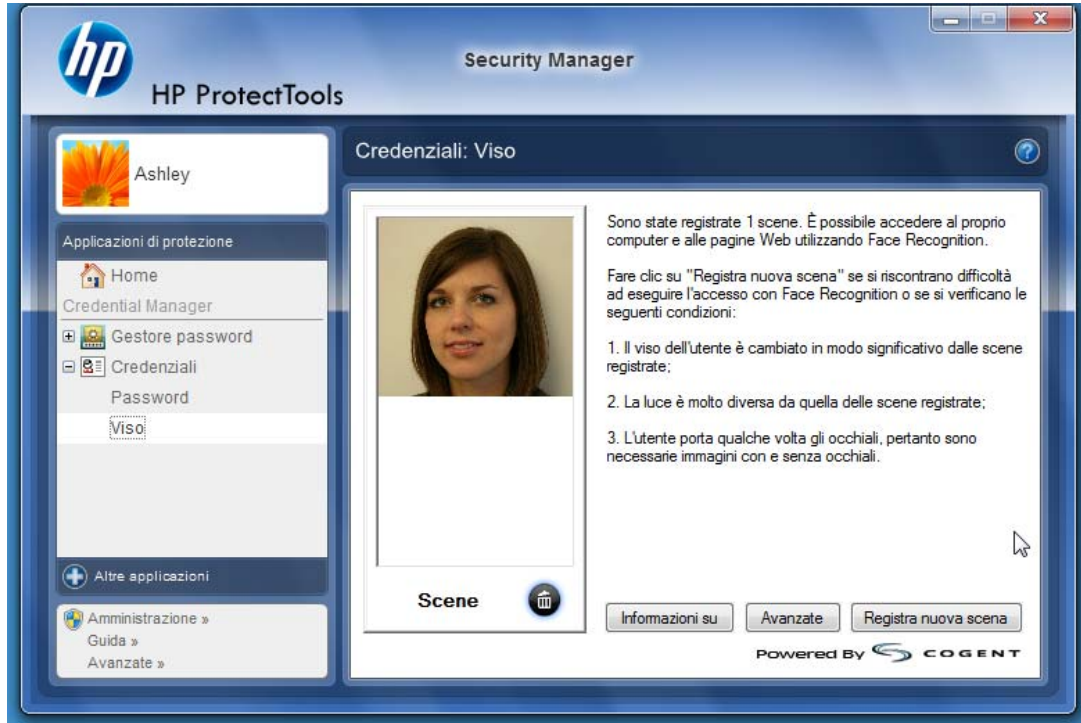 hp
HP ProtectTools
Security Manager
Ashley
Applicazioni di protezione
Home
Credential Manager
Gestore password
Credenziali
Password
Viso
Altre applicazioni
Amministrazione »
Guida »
Avanzate »
Credenziali: Viso
?
Sono state registrate 1 scene. È possibile accedere al proprio
computer e alle pagine Web utilizzando Face Recognition.
Fare clic su "Registra nuova scena" se si riscontrano difficoltà
ad eseguire l'accesso con Face Recognition o se si verificano le
seguenti condizioni:
1. Il viso dell'utente è cambiato in modo significativo dalle scene
registrate;
2. La luce è molto diversa da quella delle scene registrate;
3. L'utente porta qualche volta gli occhiali, pertanto sono
necessarie immagini con e senza occhiali.
Scene
Informazioni su
Avanzate
Registra nuova scena
Powered By COGENT